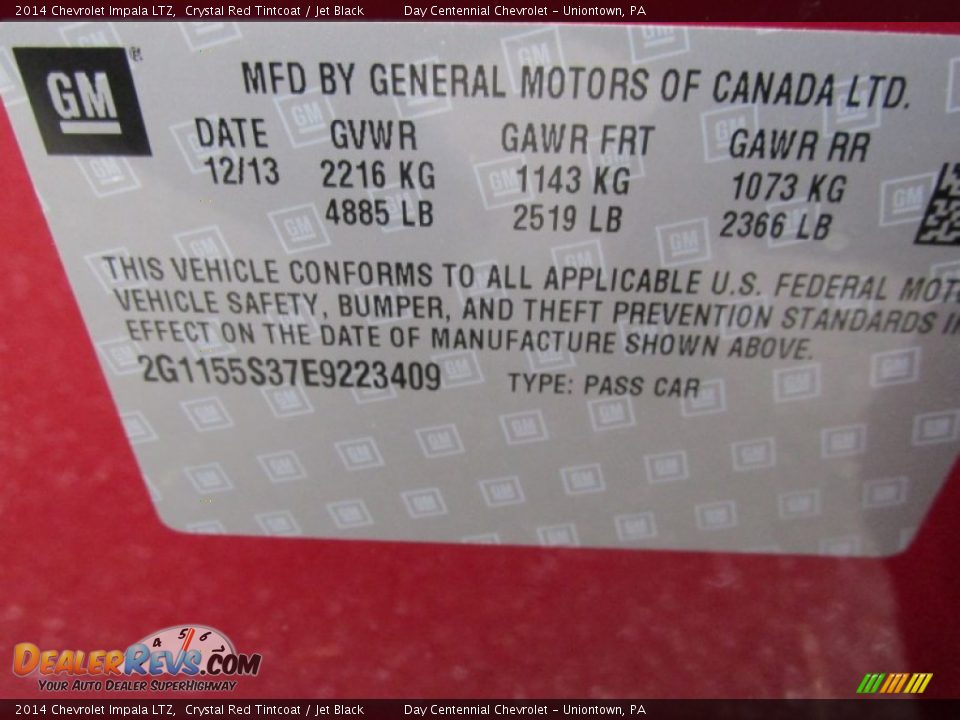 2014 Chevrolet Impala LTZ, Crystal Red Tintcoat / Jet Black Day Centennial Chevrolet - Uniontown, PA
GM ®
MFD BY GENERAL MOTORS OF CANADA LTD.
DATE GVWR GAWR FRT GAWR RR
12/13 2216 KG 1143 KG 1073 KG
4885 LB 2519 LB 2366 LB
THIS VEHICLE CONFORMS TO ALL APPLICABLE U.S. FEDERAL
VEHICLE SAFETY, BUMPER, AND THEFT PREVENTION STANDARDS
EFFECT ON THE DATE OF MANUFACTURE SHOWN ABOVE.
2G1155S37E9223409 TYPE: PASS CAR
4 5 6
DEALERREVS.COM
YOUR AUTO DEALER SUPERHIGHWAY
2014 Chevrolet Impala LTZ, Crystal Red Tintcoat / Jet Black Day Centennial Chevrolet - Uniontown, PA